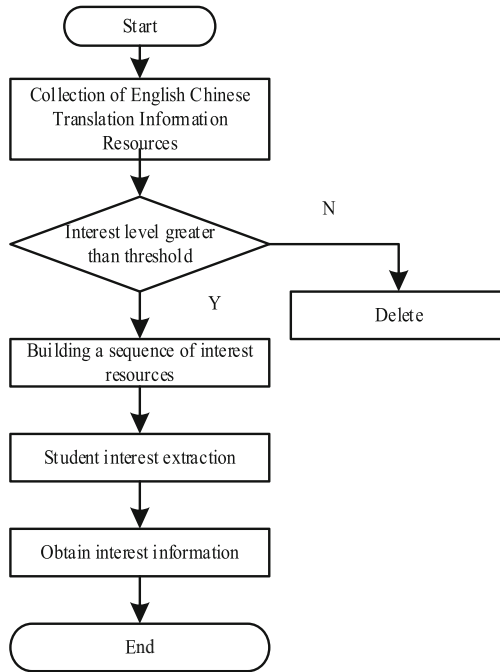 Start
Collection of English Chinese
Translation Information
Resources
Interest level greater
than threshold
N
Delete
Y
Building a sequence of interest
resources
Student interest extraction
Obtain interest information
End